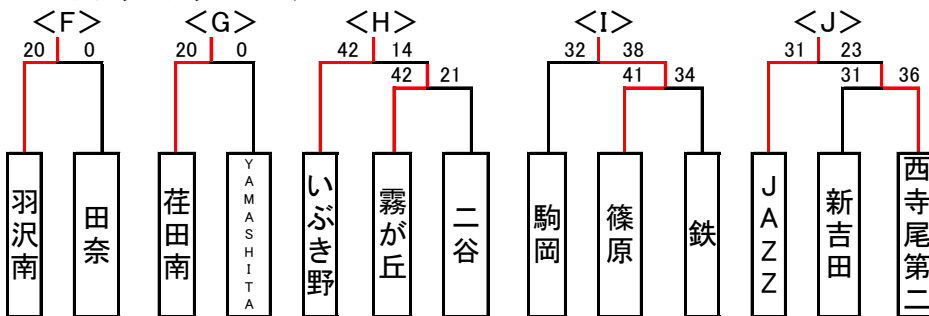 <F> <G> <H> <I> <J>
20 0 20 0 42 14 32 38 31 23
42 21 41 34 31 36
羽沢南
田奈
荏田南
YAMASHITA
いぶき野
霧が丘
二谷
駒岡
篠原
鉄
JAZZ
新吉田
西寺尾第二